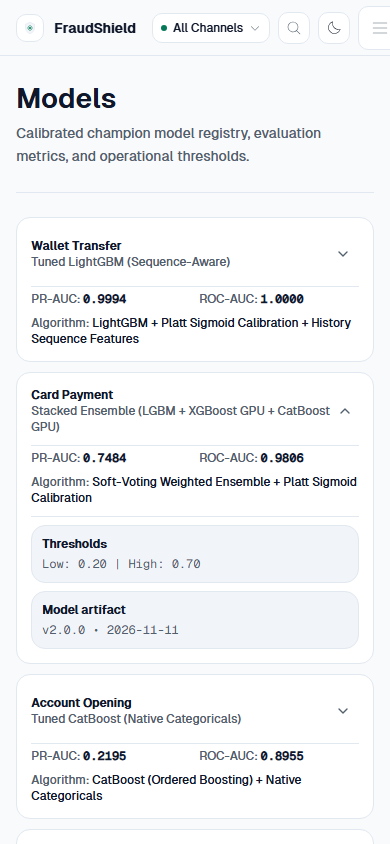 FraudShield
All Channels
Models
Calibrated champion model registry, evaluation
metrics, and operational thresholds.
Wallet Transfer
Tuned LightGBM (Sequence-Aware)
PR-AUC: 0.9994 ROC-AUC: 1.0000
Algorithm: LightGBM + Platt Sigmoid Calibration + History
Sequence Features
Card Payment
Stacked Ensemble (LGBM + XGBoost GPU + CatBoost
GPU)
PR-AUC: 0.7484 ROC-AUC: 0.9806
Algorithm: Soft-Voting Weighted Ensemble + Platt Sigmoid
Calibration
Thresholds
Low: 0.20 | High: 0.70
Model artifact
v2.0.0 • 2026-11-11
Account Opening
Tuned CatBoost (Native Categoricals)
PR-AUC: 0.2195 ROC-AUC: 0.8955
Algorithm: CatBoost (Ordered Boosting) + Native
Categoricals